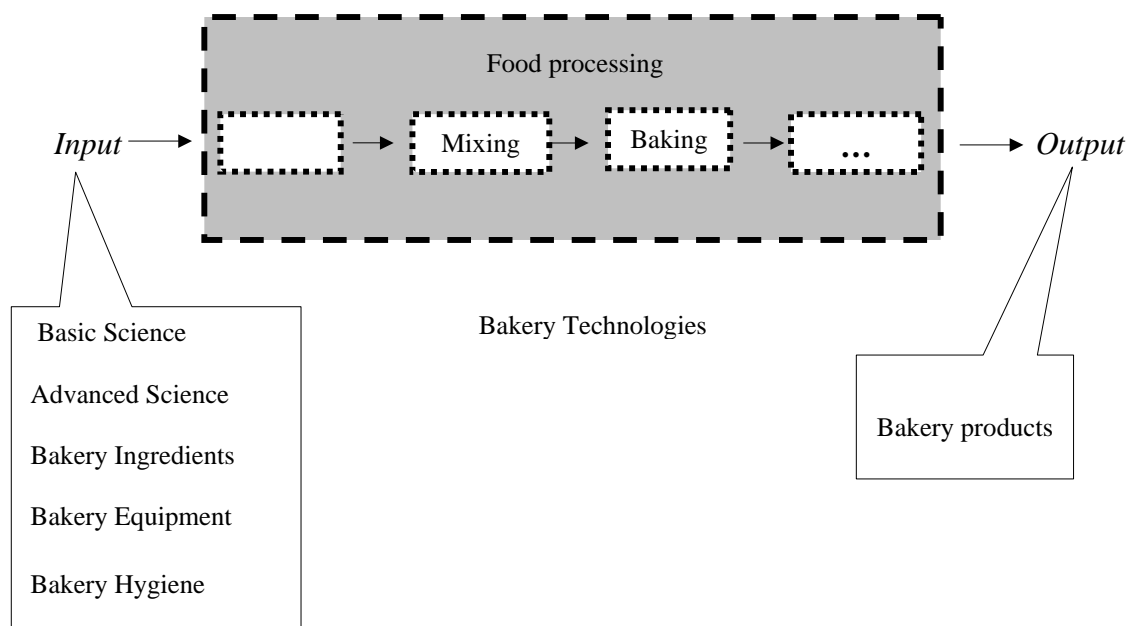 Food processing
Input
Mixing
Baking
...
Output
Basic Science
Advanced Science
Bakery Ingredients
Bakery Equipment
Bakery Hygiene
Bakery Technologies
Bakery products